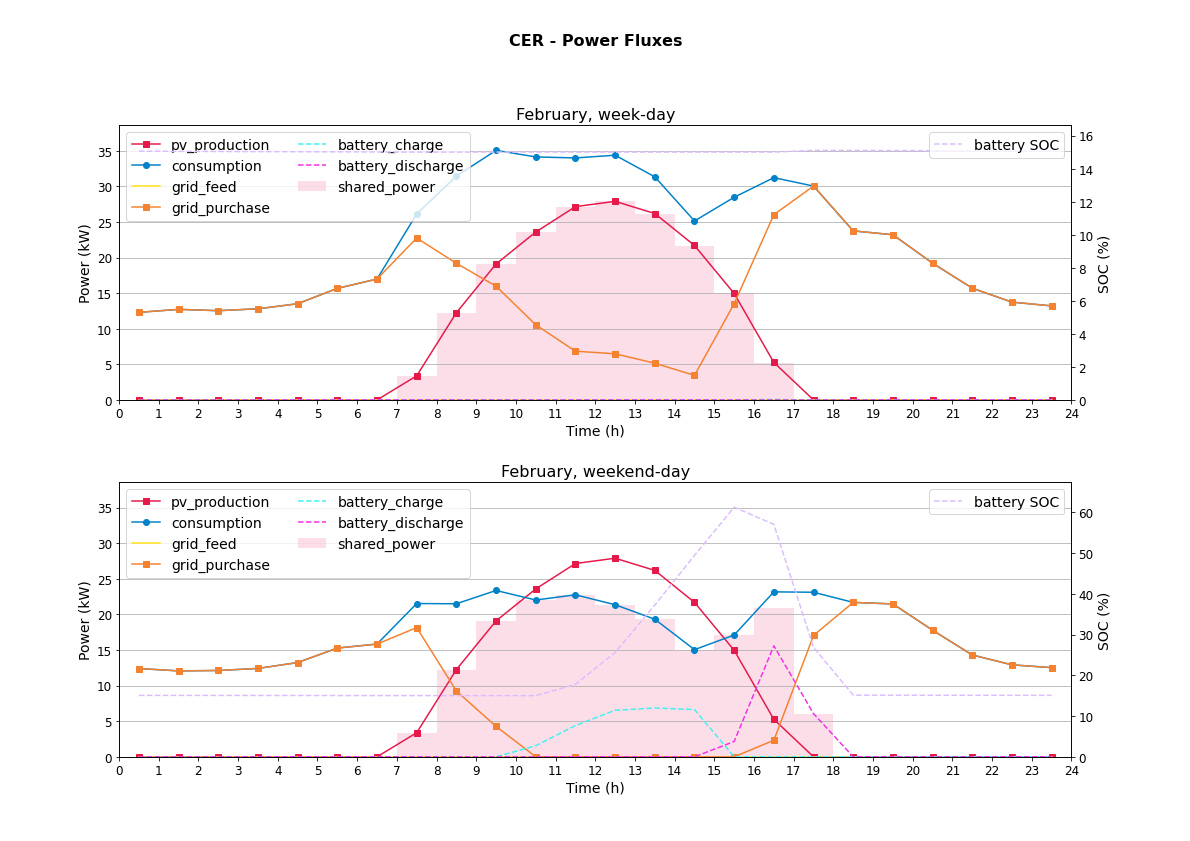 CER - Power Fluxes
February, week-day
pv_production
consumption
grid_feed
grid_purchase
battery_charge
battery_discharge
shared_power
battery SOC
Power (kW)
0 5 10 15 20 25 30 35
SOC (%)
0 2 4 6 8 10 12 14 16
0 1 2 3 4 5 6 7 8 9 10 11 12 13 14 15 16 17 18 19 20 21 22 23 24
Time (h)
February, weekend-day
pv_production
consumption
grid_feed
grid_purchase
battery_charge
battery_discharge
shared_power
battery SOC
Power (kW)
0 5 10 15 20 25 30 35
SOC (%)
0 10 20 30 40 50 60
0 1 2 3 4 5 6 7 8 9 10 11 12 13 14 15 16 17 18 19 20 21 22 23 24
Time (h)